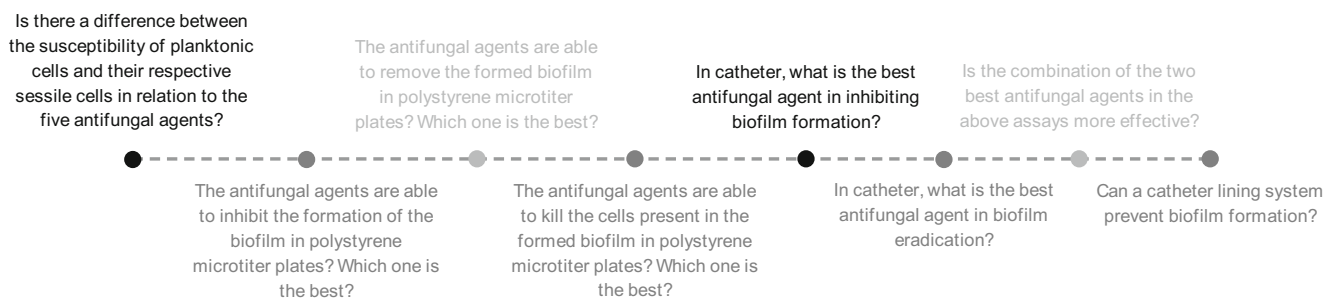 Is there a difference between
the susceptibility of planktonic
cells and their respective
sessile cells in relation to the
five antifungal agents?
The antifungal agents are able
to inhibit the formation of the
biofilm in polystyrene
microtiter plates? Which one is
the best?
The antifungal agents are able
to remove the formed biofilm
in polystyrene microtiter
plates? Which one is the best?
The antifungal agents are able
to kill the cells present in the
formed biofilm in polystyrene
microtiter plates? Which one is
the best?
In catheter, what is the best
antifungal agent in inhibiting
biofilm formation?
In catheter, what is the best
antifungal agent in biofilm
eradication?
Is the combination of the two
best antifungal agents in the
above assays more effective?
Can a catheter lining system
prevent biofilm formation?